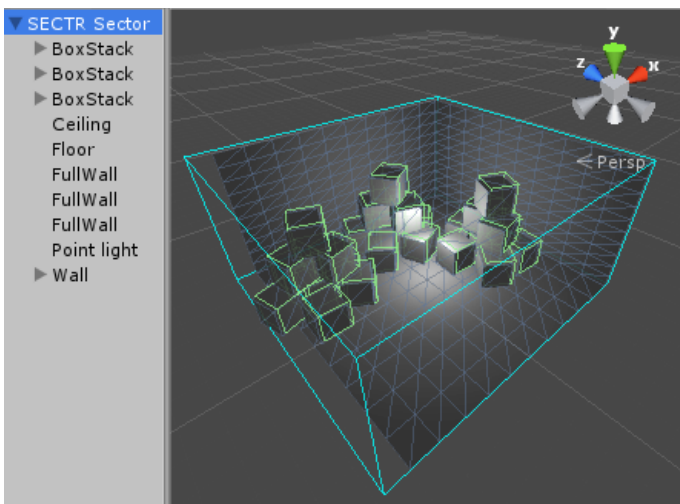 SECTR Sector
BoxStack
BoxStack
BoxStack
Ceiling
Floor
FullWall
FullWall
FullWall
Point light
Wall
y
z
x
Persp